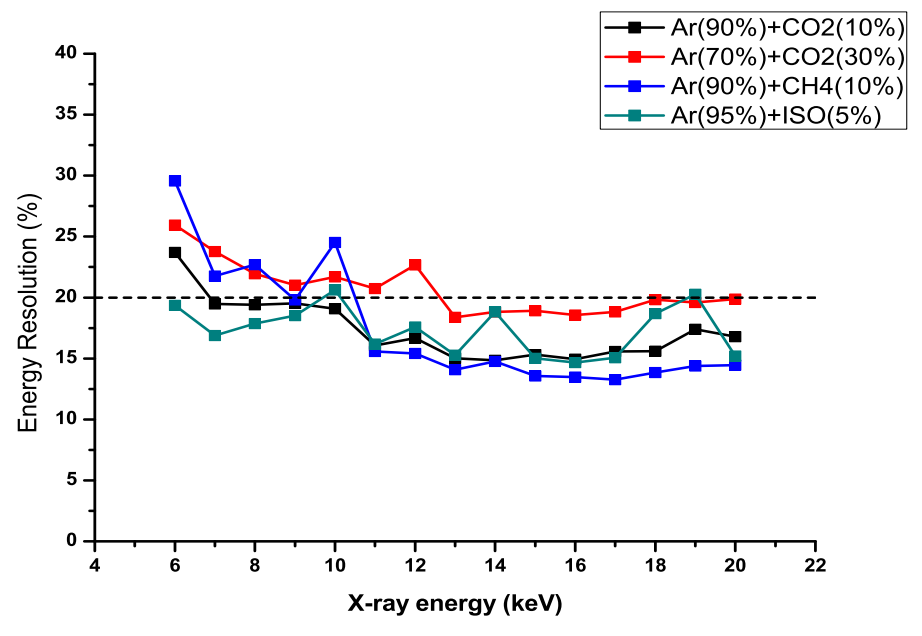 Ar(90%)+CO2(10%)
Ar(70%)+CO2(30%)
Ar(90%)+CH4(10%)
Ar(95%)+ISO(5%)
40
35
30
25
20
15
10
5
0
Energy Resolution (%)
4 6 8 10 12 14 16 18 20 22
X-ray energy (keV)